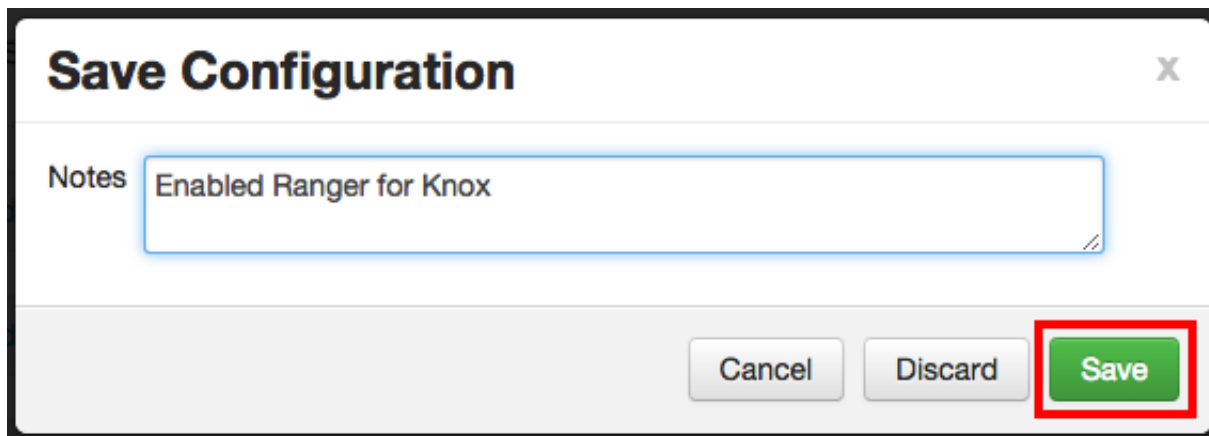 Save Configuration
x
Notes
Enabled Ranger for Knox
Cancel
Discard
Save